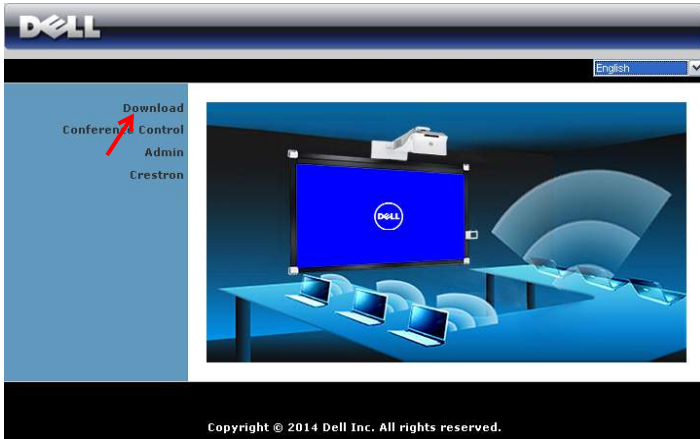 DELL
English
Download
Conference Control
Admin
Crestron
DELL
Copyright © 2014 Dell Inc. All rights reserved.